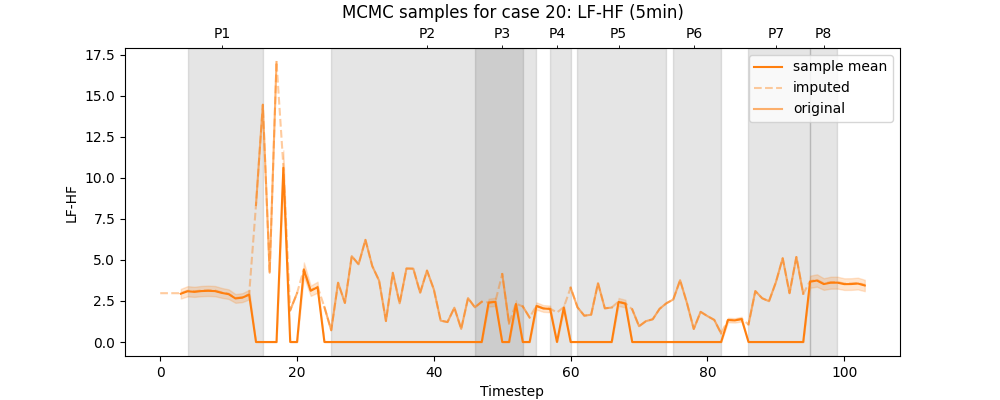 MCMC samples for case 20: LF-HF (5min)
P1 P2 P3 P4 P5 P6 P7 P8
17.5
15.0
12.5
10.0
7.5
5.0
2.5
0.0
LF-HF
sample mean
imputed
original
0 20 40 60 80 100
Timestep